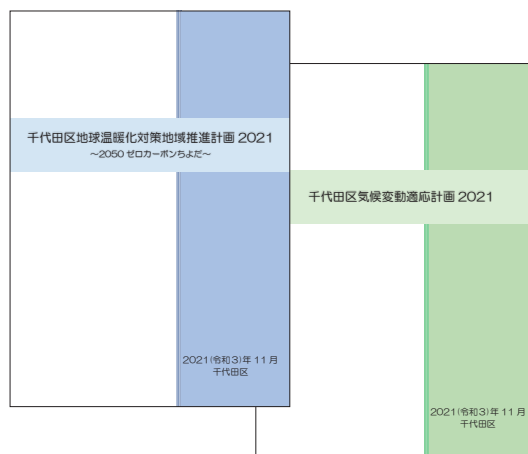 千代田区地球温暖化対策地域推進計画 2021
～2050 ゼロカーボンちよだ～
2021(令和3)年 11 月
千代田区
千代田区気候変動適応計画 2021
2021(令和3)年 11 月
千代田区